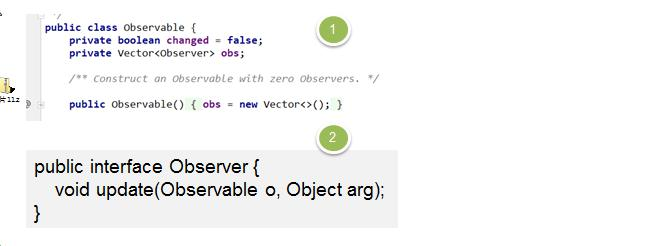 */
public class Observable {
1
private boolean changed = false;
private Vector<Observer> obs;
/** Construct an Observable with zero Observers. */
public Observable() { obs = new Vector<>(); }
2
public interface Observer {
void update(Observable o, Object arg);
}